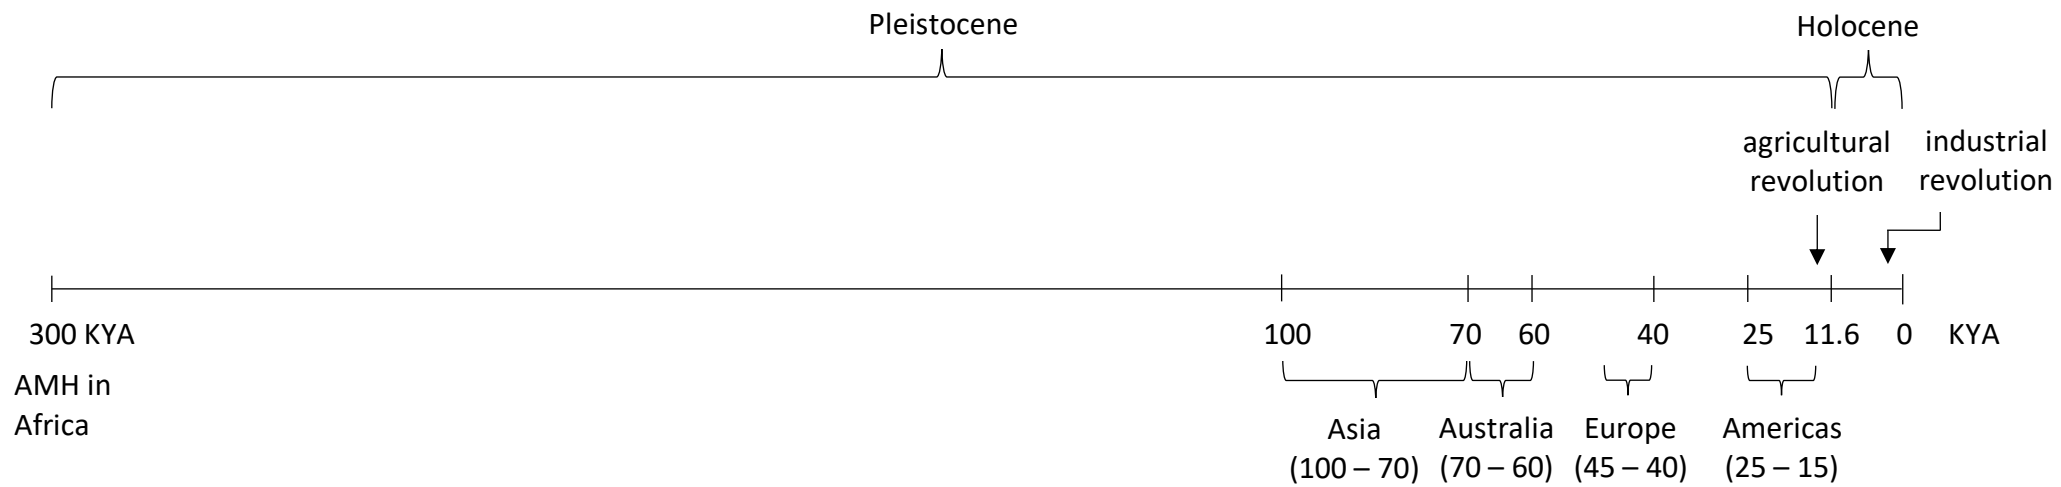 Pleistocene
Holocene
agricultural
revolution
industrial
revolution
300 KYA
100
70
60
40
25
11.6
0
KYA
AMH in
Africa
Asia
(100 – 70)
Australia
(70 – 60)
Europe
(45 – 40)
Americas
(25 – 15)